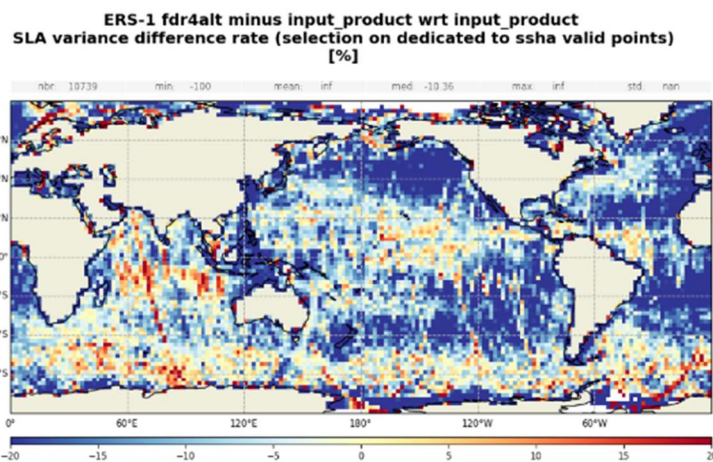 ERS-1 fdr4alt minus input_product wrt input_product
SLA variance difference rate (selection on dedicated to ssha valid points)
[%]
nbr: 10739 min: -100 mean: inf med: -10.36 max: inf std: nan
N
N
N
0°
S
S
S
0° 60°E 120°E 180° 120°W 60°W
−20 −15 −10 −5 0 5 10 15 2